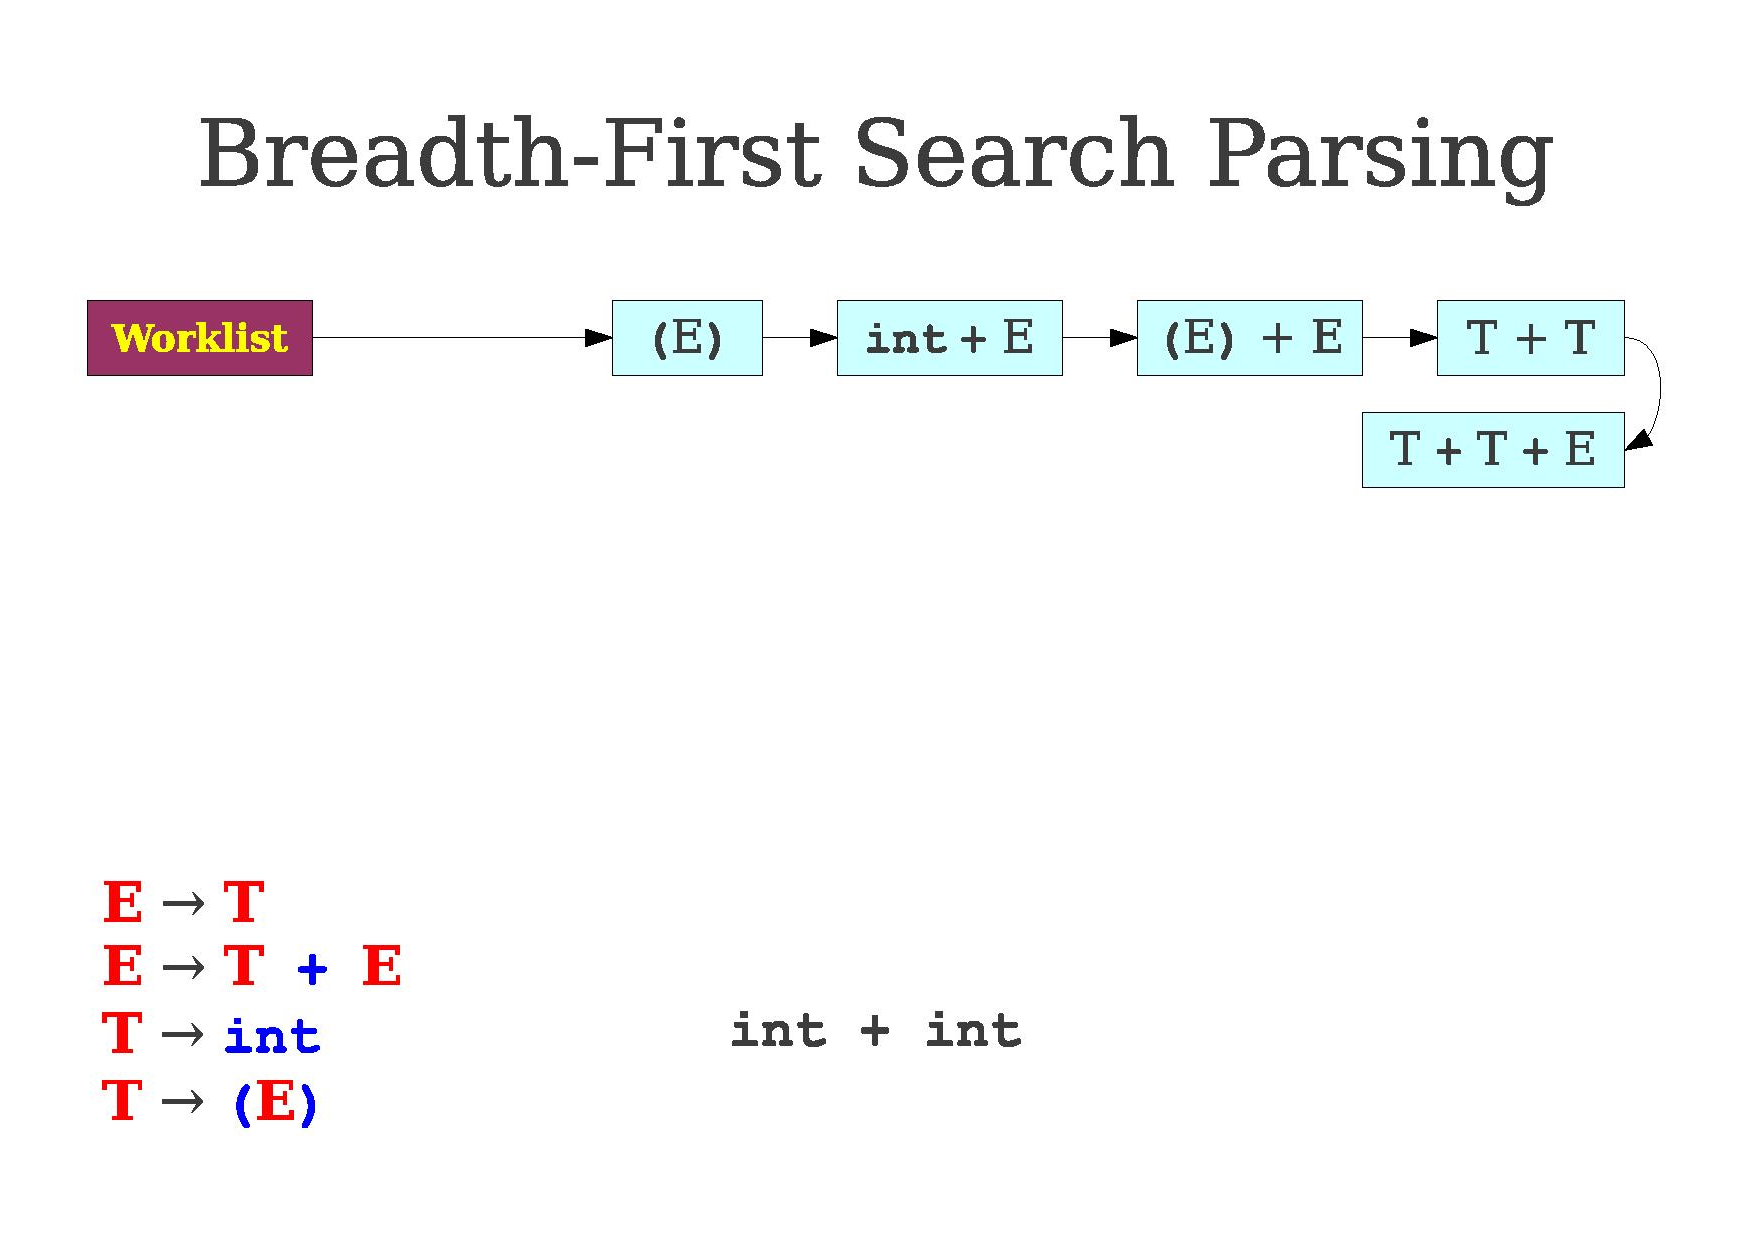 Breadth-First Search Parsing
Worklist (E) int + E (E) + E T + T
T + T + E
E → T
E → T + E
T → int
T → (E)
int + int